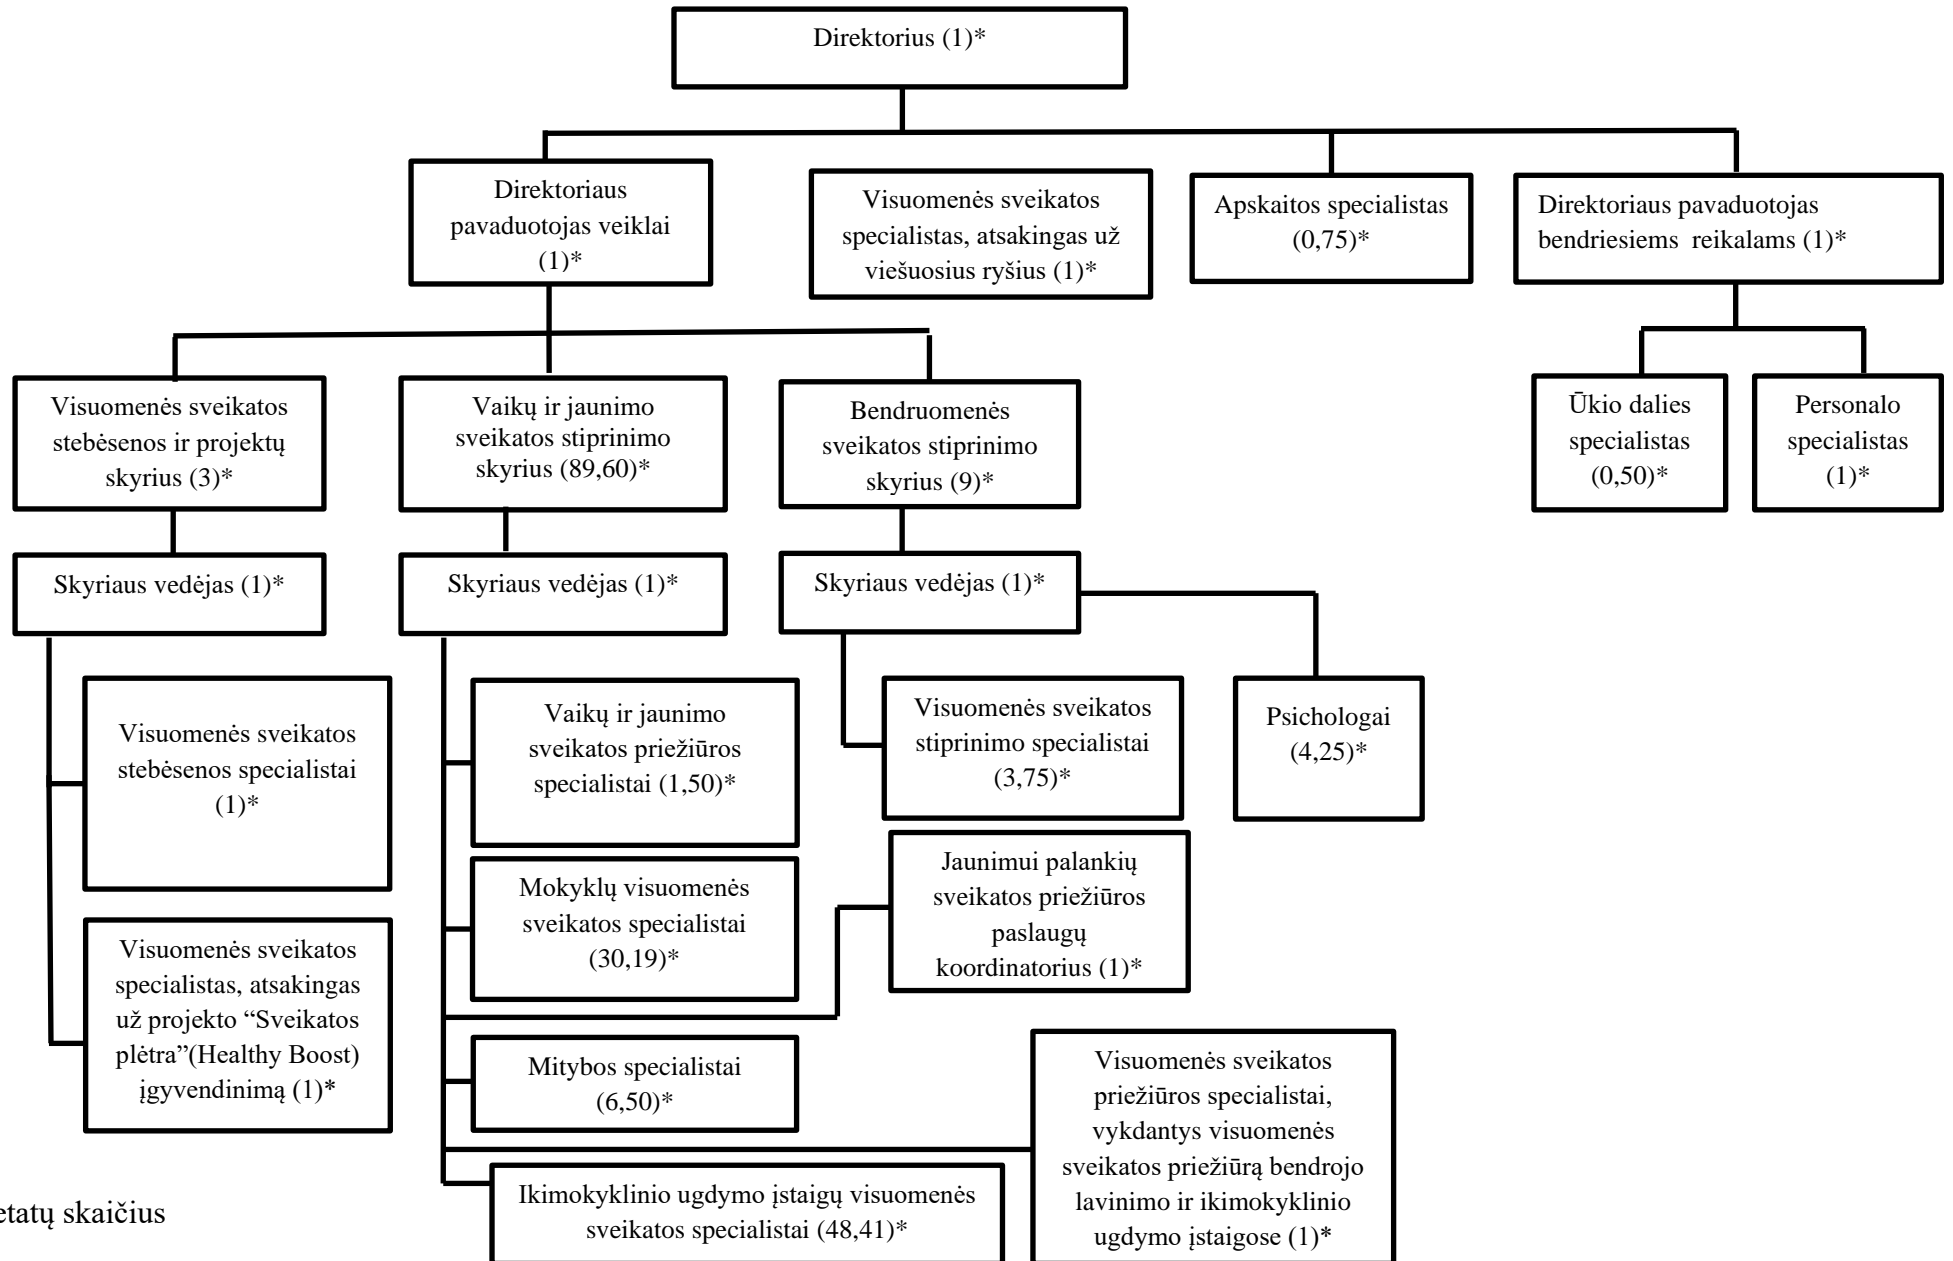 Direktorius (1)*
Direktoriaus
pavaduotojas veiklai
(1)*
Visuomenės sveikatos
specialistas, atsakingas už
viešuosius ryšius (1)*
Apskaitos specialistas
(0,75)*
Direktoriaus pavaduotojas
bendriesiems reikalams (1)*
Visuomenės sveikatos
stebėsenos ir projektų
skyrius (3)*
Vaikų ir jaunimo
sveikatos stiprinimo
skyrius (89,60)*
Bendruomenės
sveikatos stiprinimo
skyrius (9)*
Ūkio dalies
specialistas
(0,50)*
Personalo
specialistas
(1)*
Skyriaus vedėjas (1)*
Skyriaus vedėjas (1)*
Skyriaus vedėjas (1)*
Visuomenės sveikatos
stebėsenos specialistai
(1)*
Vaikų ir jaunimo
sveikatos priežiūros
specialistai (1,50)*
Visuomenės sveikatos
stiprinimo specialistai
(3,75)*
Psichologai
(4,25)*
Mokyklų visuomenės
sveikatos specialistai
(30,19)*
Jaunimui palankių
sveikatos priežiūros
paslaugų
koordinatorius (1)*
Visuomenės sveikatos
specialistas, atsakingas
už projekto “Sveikatos
plėtra”(Healthy Boost)
įgyvendinimą (1)*
Mitybos specialistai
(6,50)*
Visuomenės sveikatos
priežiūros specialistai,
vykdantys visuomenės
sveikatos priežiūrą bendrojo
lavinimo ir ikimokyklinio
ugdymo įstaigose (1)*
Ikimokyklinio ugdymo įstaigų visuomenės
sveikatos specialistai (48,41)*
etatų skaičius